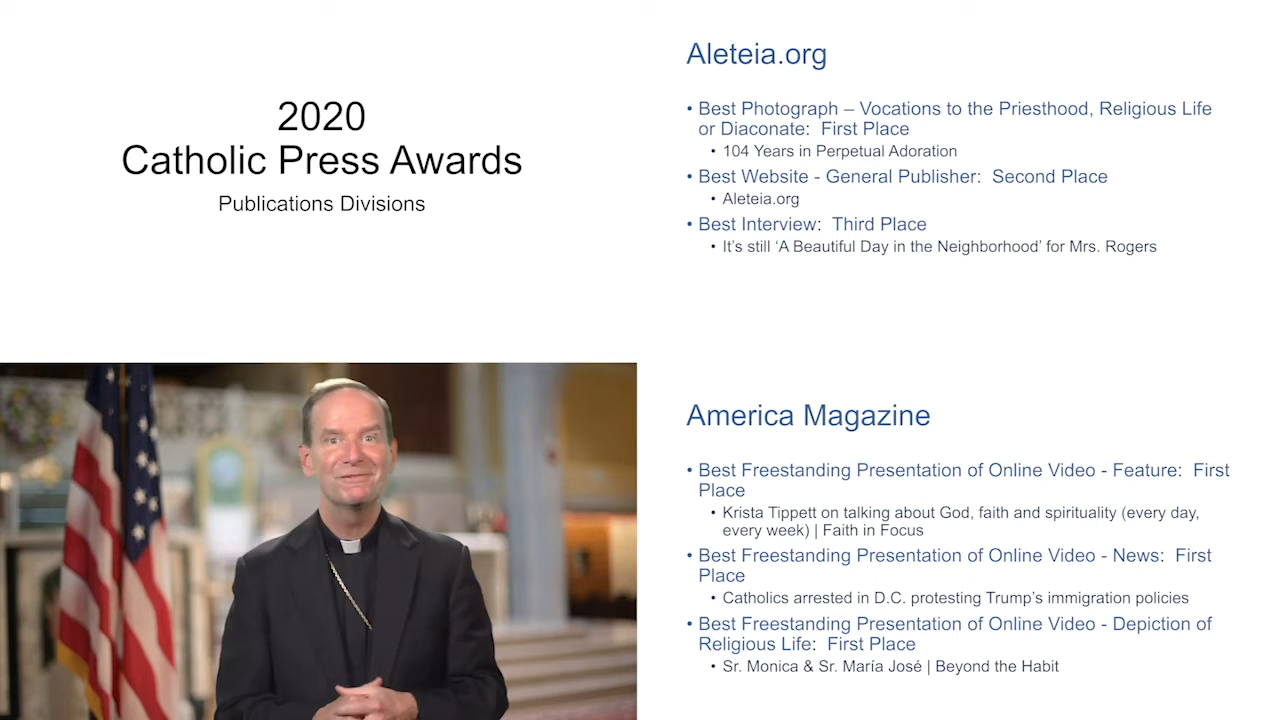 2020
Catholic Press Awards
Publications Divisions
Aleteia.org
• Best Photograph – Vocations to the Priesthood, Religious Life
or Diaconate:  First Place
• 104 Years in Perpetual Adoration
• Best Website - General Publisher:  Second Place
• Aleteia.org
• Best Interview:  Third Place
• It’s still ‘A Beautiful Day in the Neighborhood’ for Mrs. Rogers
America Magazine
• Best Freestanding Presentation of Online Video - Feature:  First
Place
• Krista Tippett on talking about God, faith and spirituality (every day,
every week) | Faith in Focus
• Best Freestanding Presentation of Online Video - News:  First
Place
• Catholics arrested in D.C. protesting Trump’s immigration policies
• Best Freestanding Presentation of Online Video - Depiction of
Religious Life:  First Place
• Sr. Monica & Sr. María José | Beyond the Habit